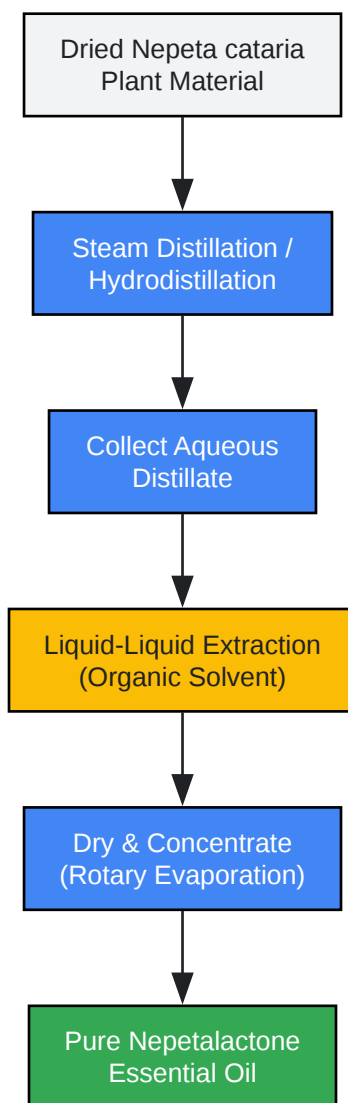 Dried Nepeta cataria
Plant Material
Steam Distillation /
Hydrodistillation
Collect Aqueous
Distillate
Liquid-Liquid Extraction
(Organic Solvent)
Dry & Concentrate
(Rotary Evaporation)
Pure Nepetalactone
Essential Oil